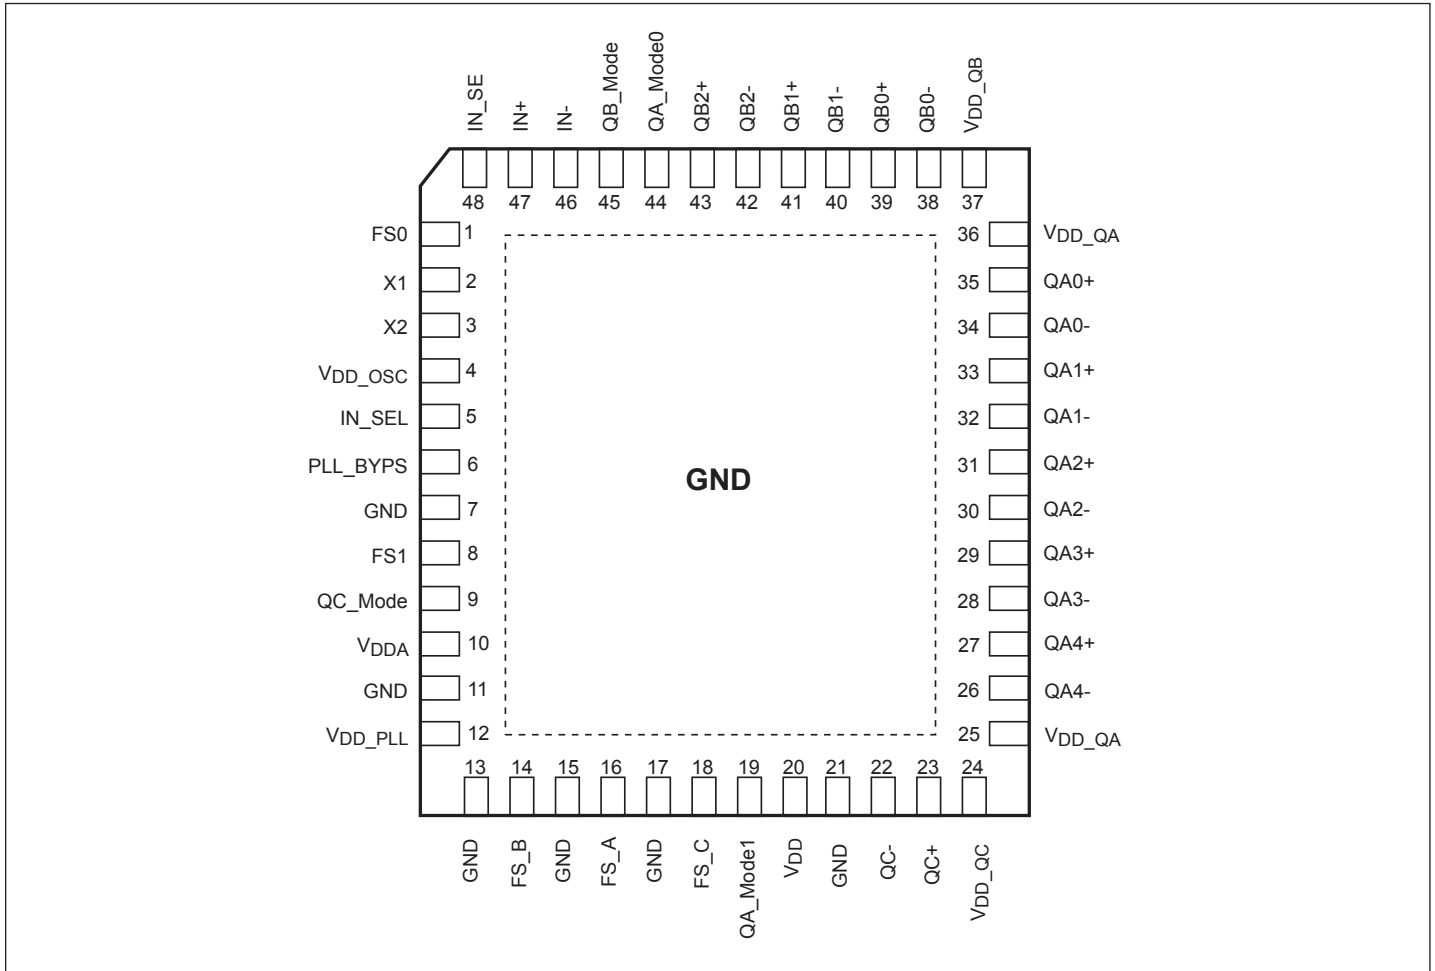 IN_SE
IN+
IN-
QB_Mode
QA_Mode0
QB2+
QB2-
QB1+
QB1-
QB0+
QB0-
VDD_QB
48 47 46 45 44 43 42 41 40 39 38 37
FS0 1 36 VDD_QA
X1 2 35 QA0+
X2 3 34 QA0-
VDD_OSC 4 33 QA1+
IN_SEL 5 32 QA1-
PLL_BYPS 6 31 QA2+
GND
GND 7 30 QA2-
FS1 8 29 QA3+
QC_Mode 9 28 QA3-
VDDA 10 27 QA4+
GND 11 26 QA4-
VDD_PLL 12 25 VDD_QA
13 14 15 16 17 18 19 20 21 22 23 24
GND
FS_B
GND
FS_A
GND
FS_C
QA_Mode1
VDD
GND
QC-
QC+
VDD_QC